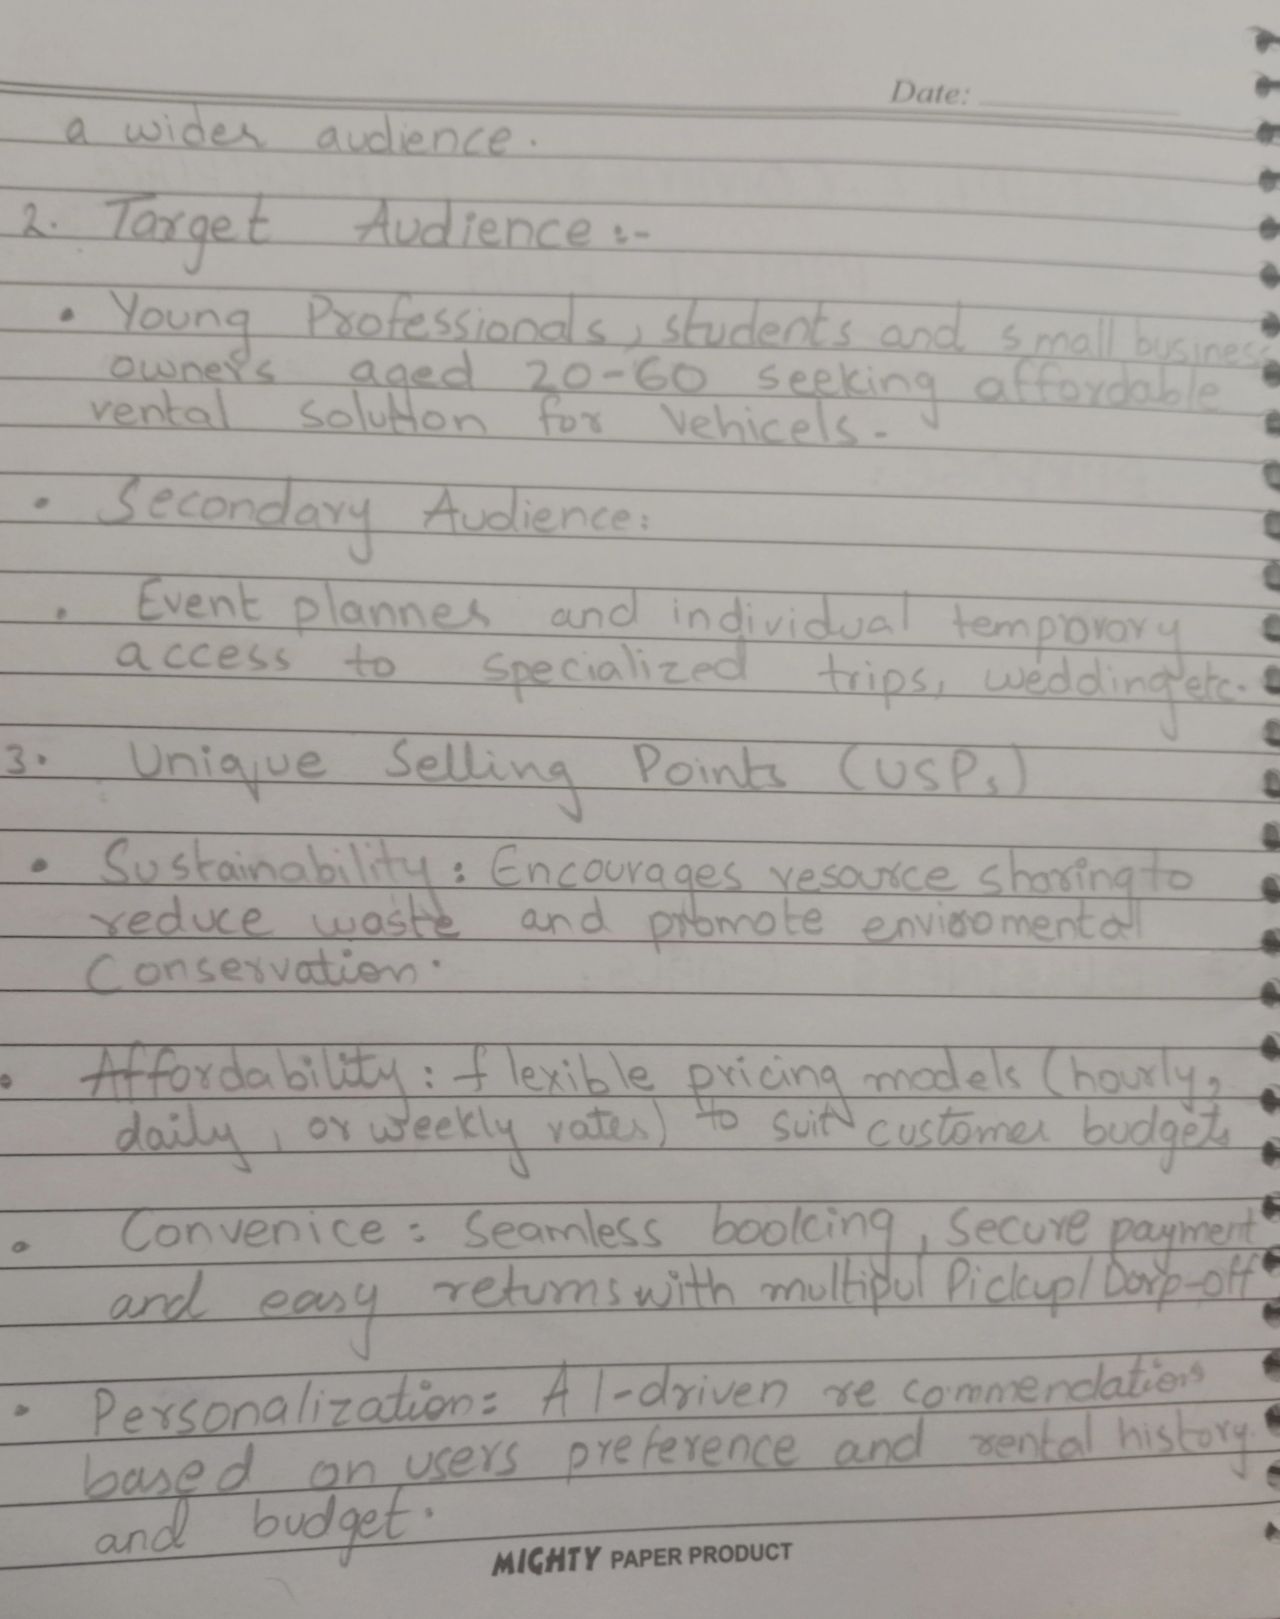 Date:
a wider audience.
2. Target Audience :-
• Young Professionals, students and small business
owners aged 20-60 seeking affordable
rental solution for Vehicels.
• Secondary Audience:
• Event plannes and individual temporary
access to specialized trips, wedding etc.
3. Unique Selling Points (USPs)
• Sustainability : Encourages resource sharing to
reduce waste and promote enviromental
Conservation.
• Affordability : flexible pricing models (hourly,
daily, or weekly rates) to suit customer budgets
• Convenice : Seamless booking, Secure payment
and easy returns with multipul Pickup/Dorp-off
• Personalization: AI-driven recommendations
based on users preference and rental history
and budget.
MIGHTY PAPER PRODUCT